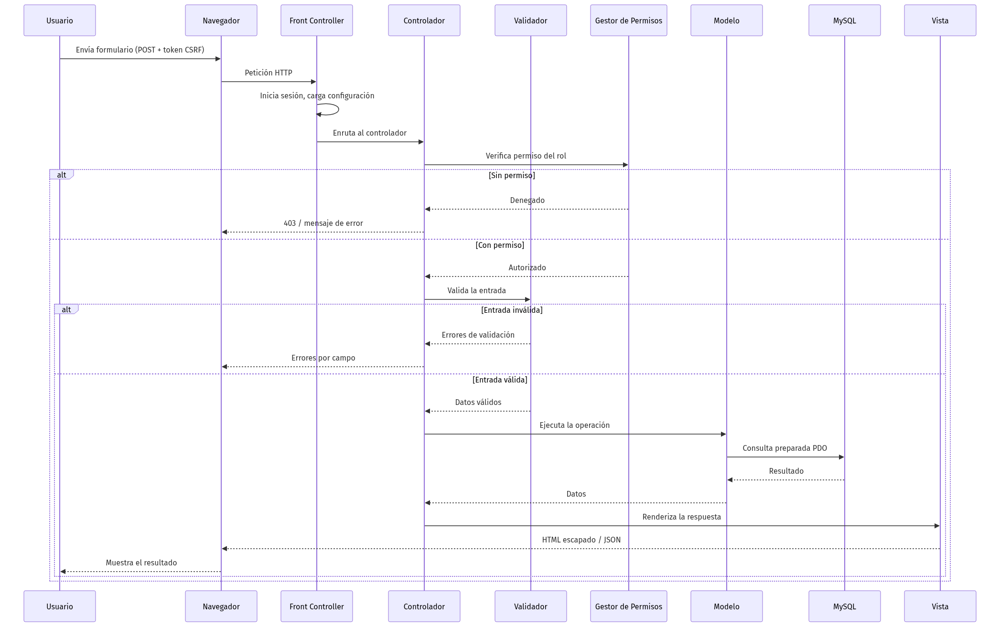 Usuario
Navegador
Front Controller
Controlador
Validador
Gestor de Permisos
Modelo
MySQL
Vista
Envía formulario (POST + token CSRF)
Petición HTTP
Inicia sesión, carga configuración
Enruta al controlador
Verifica permiso del rol
alt
[Sin permiso]
Denegado
403 / mensaje de error
[Con permiso]
Autorizado
Valida la entrada
alt
[Entrada inválida]
Errores de validación
Errores por campo
[Entrada válida]
Datos válidos
Ejecuta la operación
Consulta preparada PDO
Resultado
Datos
Renderiza la respuesta
HTML escapado / JSON
Muestra el resultado
Usuario
Navegador
Front Controller
Controlador
Validador
Gestor de Permisos
Modelo
MySQL
Vista